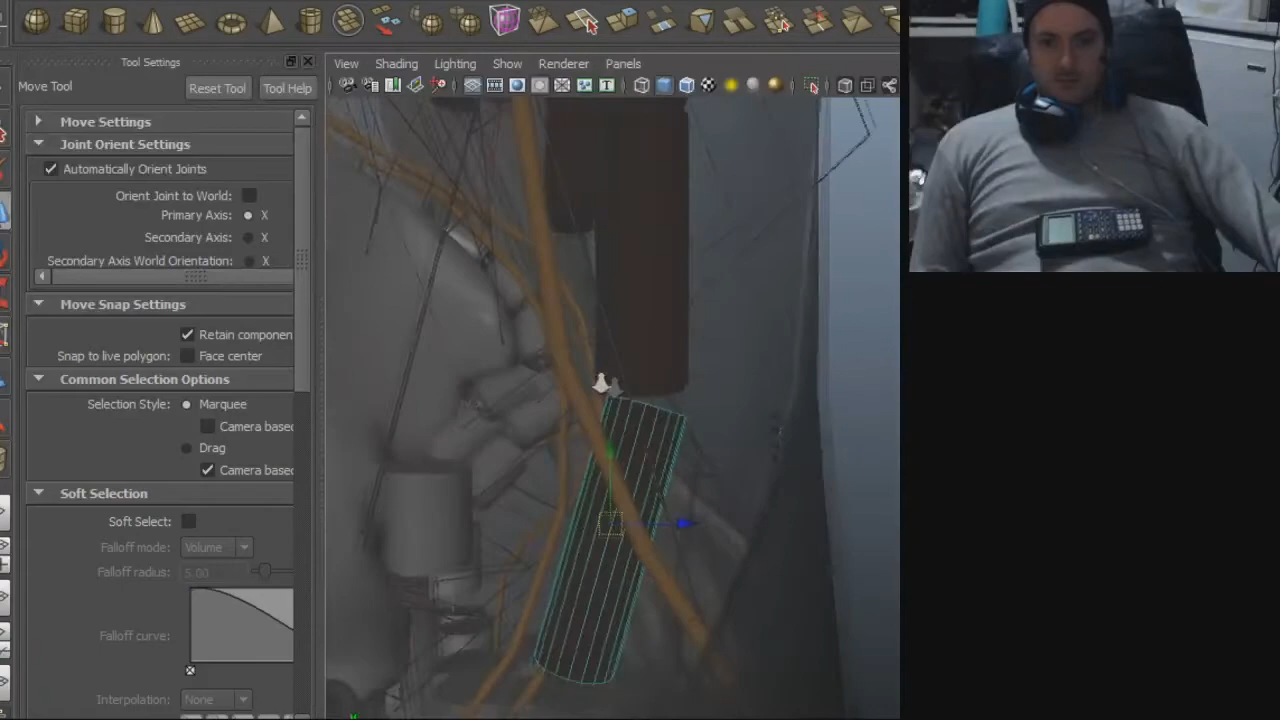 Tool Settings
View Shading Lighting Show Renderer Panels
Move Tool
Reset Tool Tool Help
Move Settings
Joint Orient Settings
Automatically Orient Joints
Orient Joint to World:
Primary Axis: X
Secondary Axis: X
Secondary Axis World Orientation: X
Move Snap Settings
Retain componen
Snap to live polygon: Face center
Common Selection Options
Selection Style: Marquee
Camera based
Drag
Camera based
Soft Selection
Soft Select:
Falloff mode: Volume
Falloff radius: 5.00
Falloff curve:
Interpolation: None